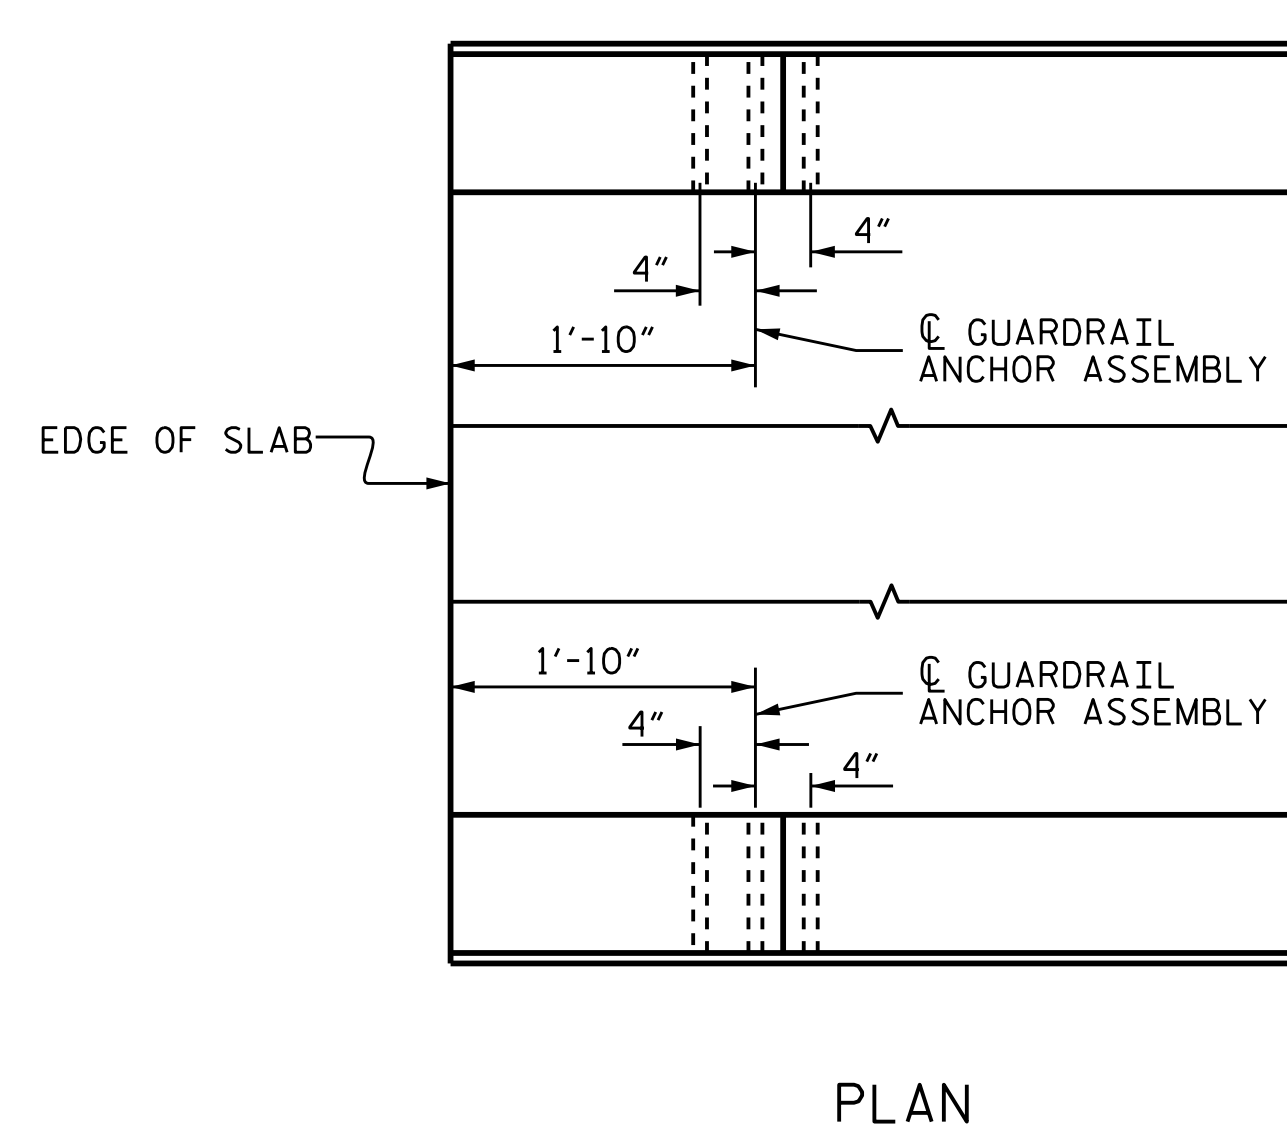 4"
4"
℄ GUARDRAIL
ANCHOR ASSEMBLY
1'-10"
EDGE OF SLAB
1'-10"
℄ GUARDRAIL
ANCHOR ASSEMBLY
4"
4"
PLAN